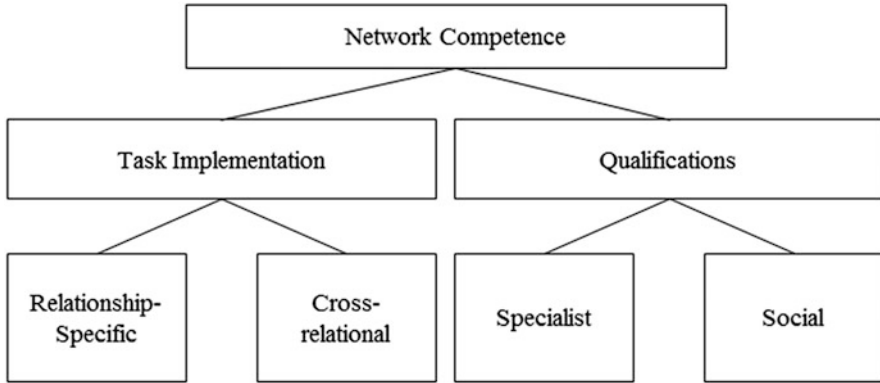 Network Competence
Task Implementation
Qualifications
Relationship-
Specific
Cross-
relational
Specialist
Social